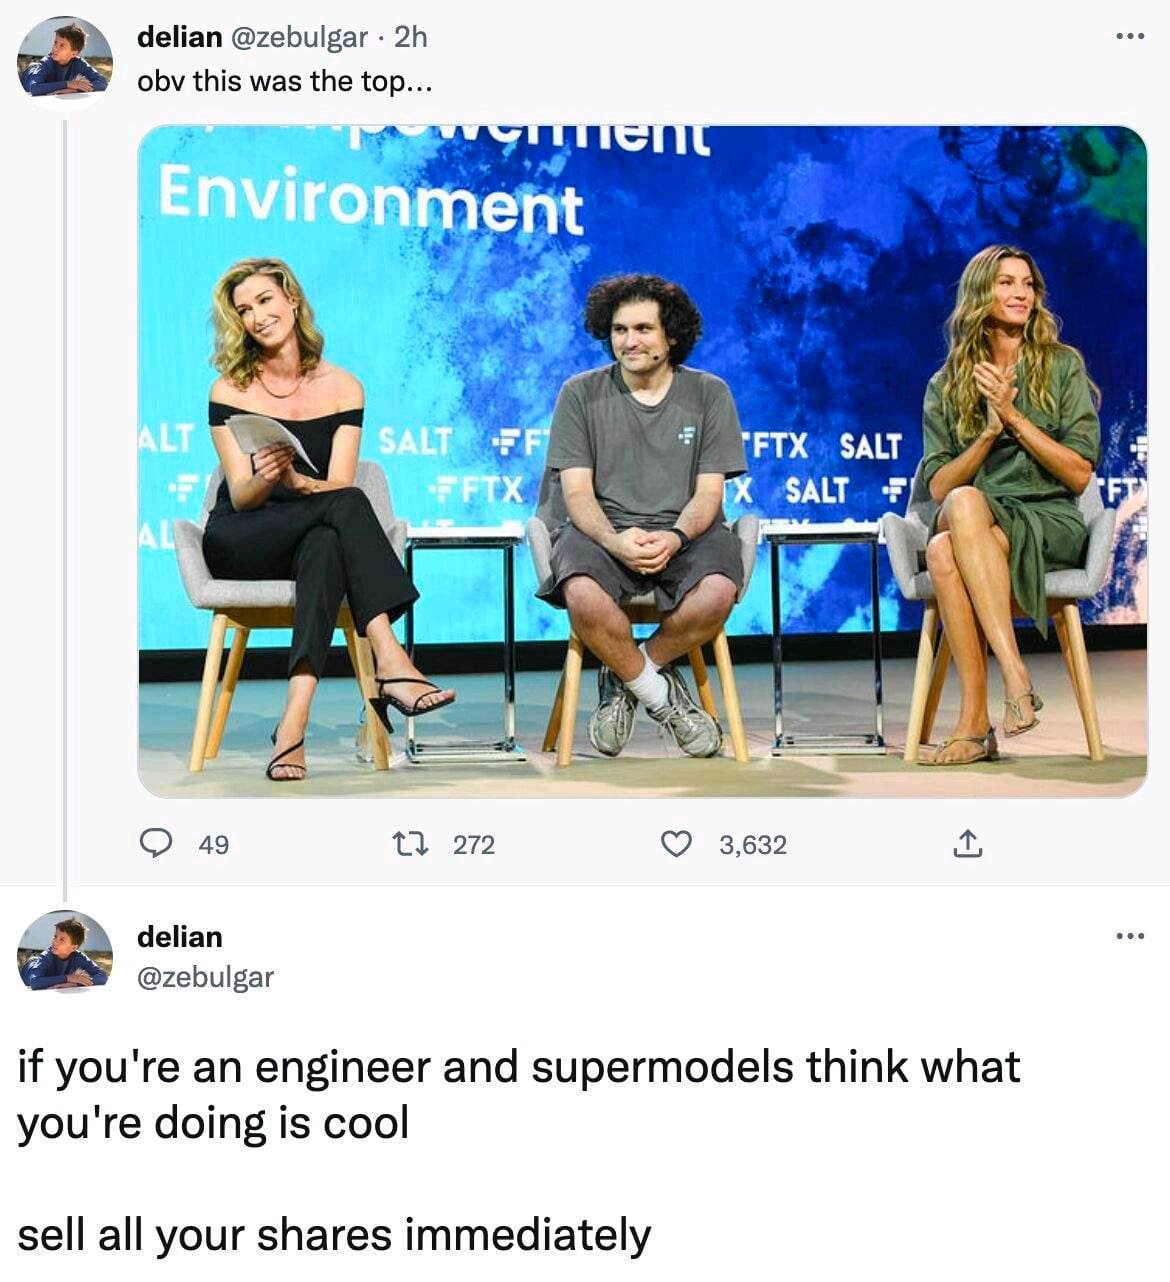 delian @zebulgar · 2h
obv this was the top...
Environment
ALT SALT FTX SALT
FTX SALT
49 272 3,632
delian
@zebulgar
if you're an engineer and supermodels think what
you're doing is cool
sell all your shares immediately